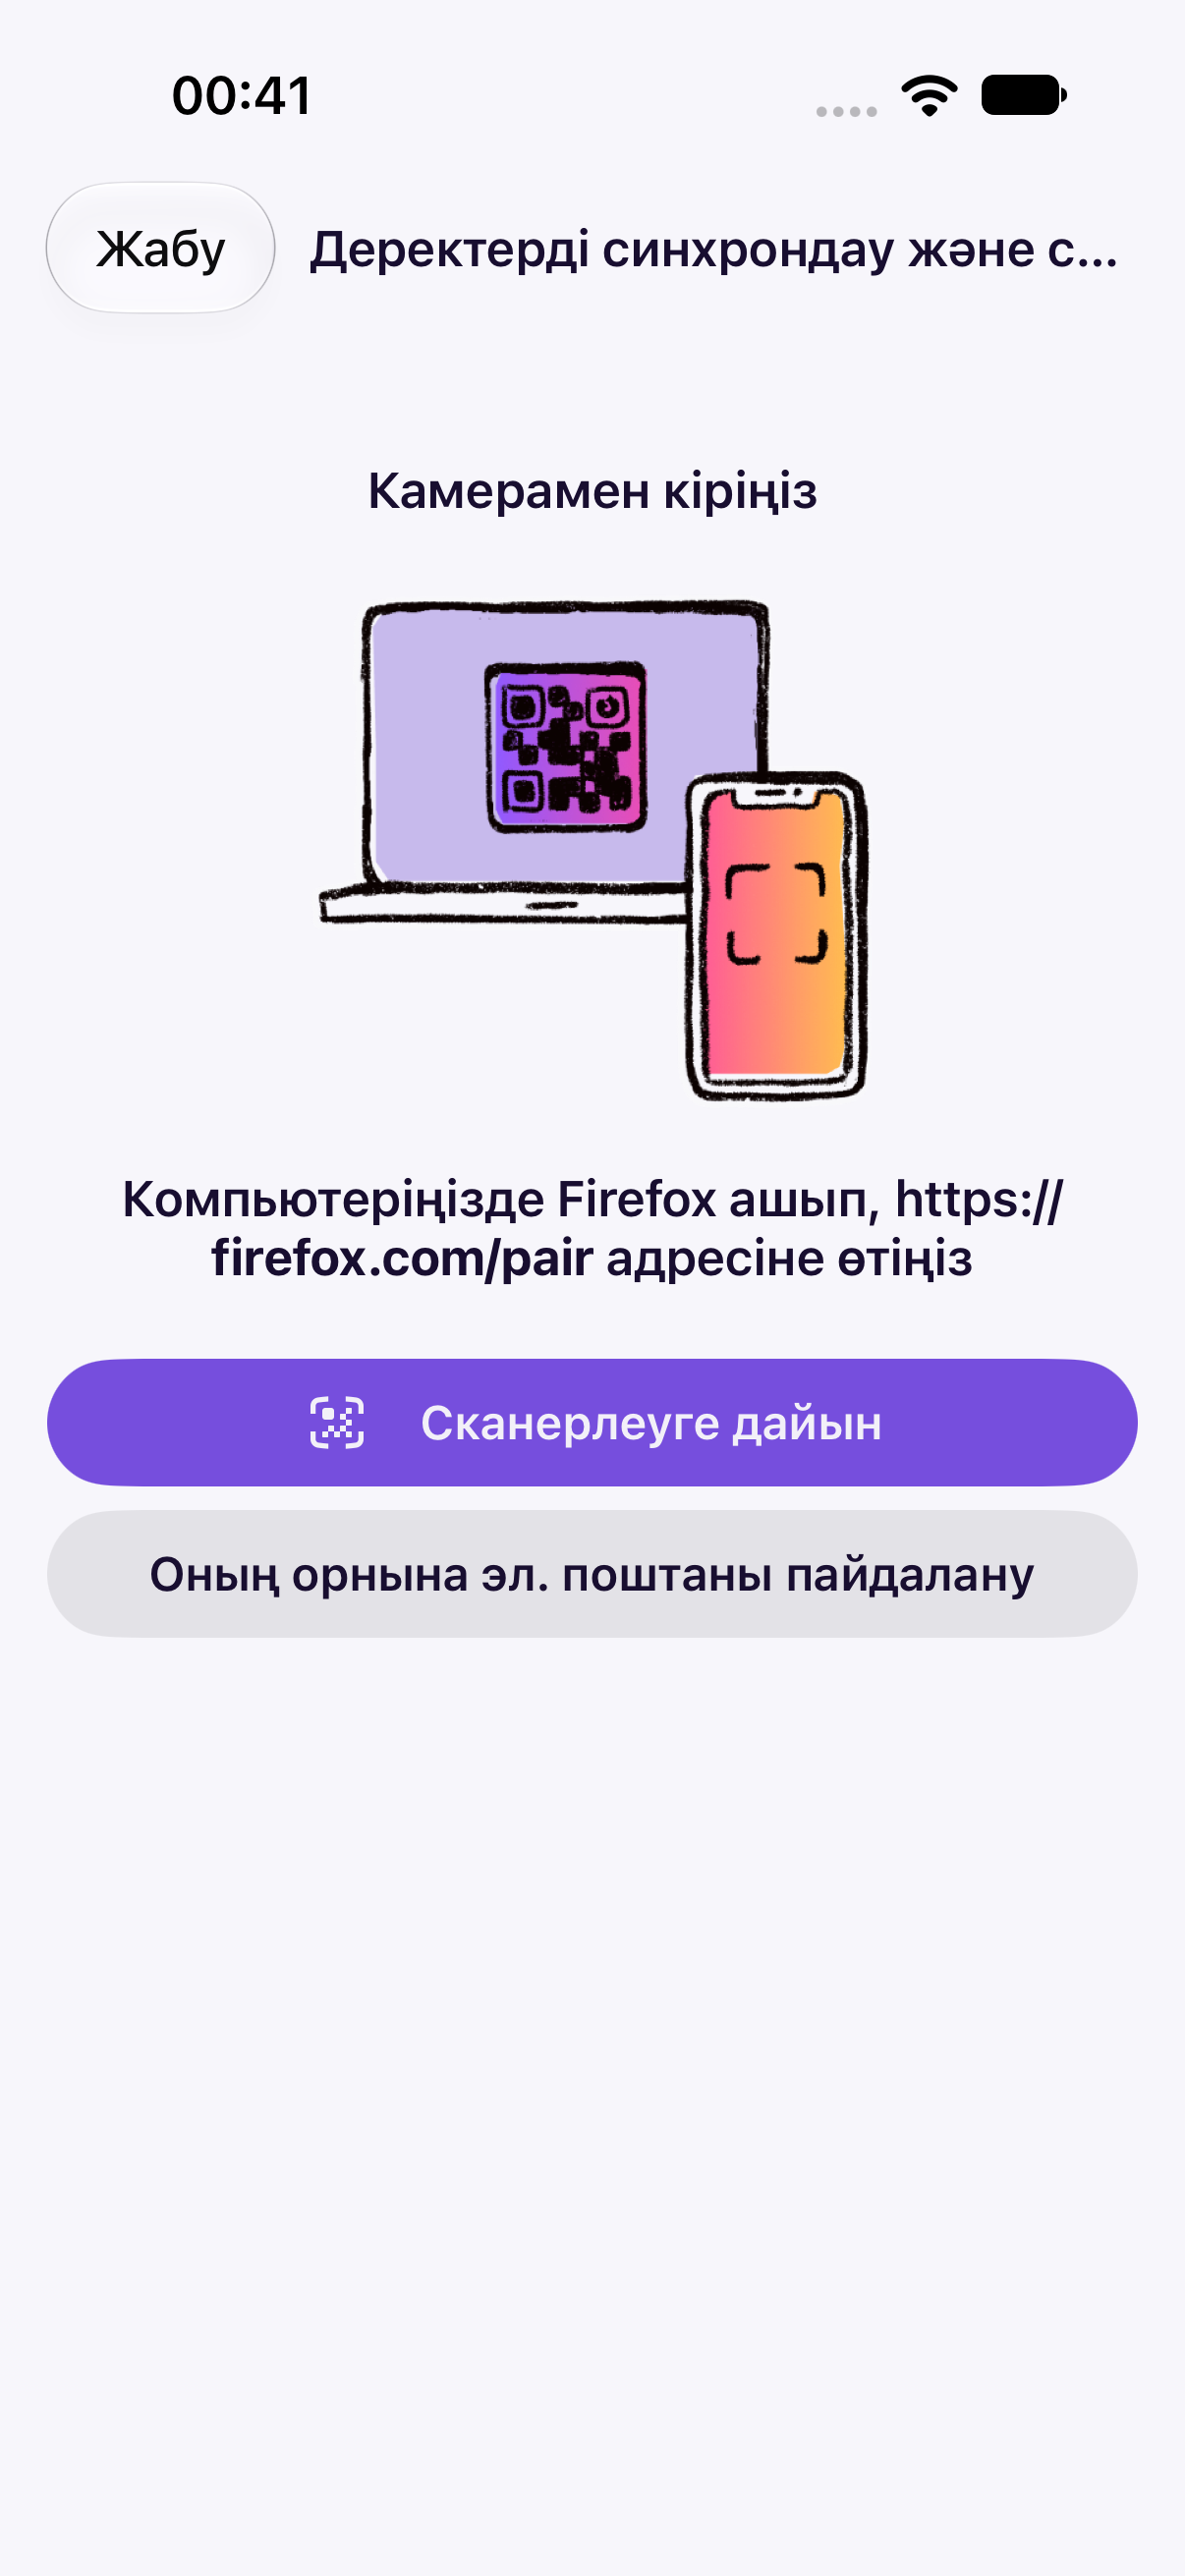 00:41
Жабу
Деректерді синхрондау және с...
Камерамен кіріңіз
Компьютеріңізде Firefox ашып, https://
firefox.com/pair адресіне өтіңіз
Сканерлеуге дайын
Оның орнына эл. поштаны пайдалану